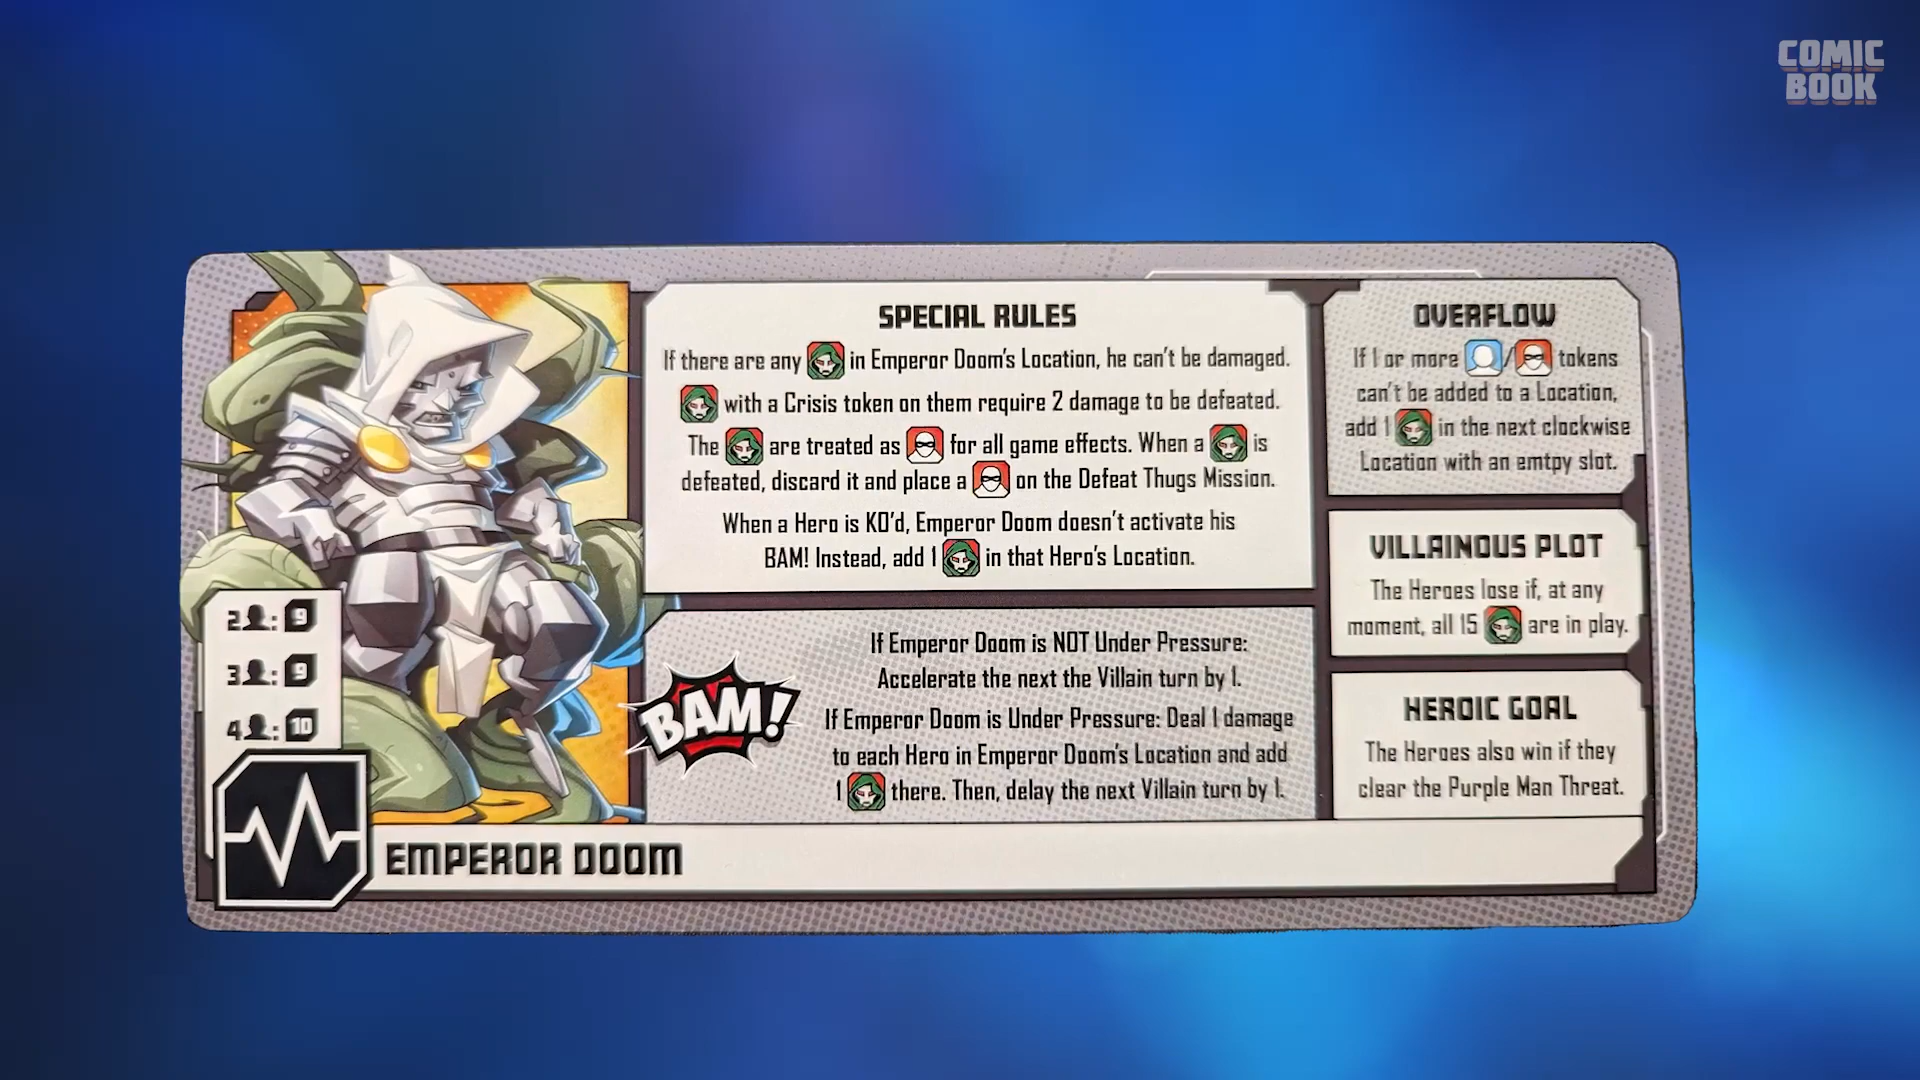 COMIC
BOOK
SPECIAL RULES
If there are any in Emperor Doom's Location, he can't be damaged.
with a Crisis token on them require 2 damage to be defeated.
The are treated as for all game effects. When a is
defeated, discard it and place a on the Defeat Thugs Mission.
When a Hero is KO'd, Emperor Doom doesn't activate his
BAM! Instead, add 1 in that Hero's Location.
OVERFLOW
If 1 or more / tokens
can't be added to a Location,
add 1 in the next clockwise
Location with an emtpy slot.
VILLAINOUS PLOT
The Heroes lose if, at any
moment, all 15 are in play.
HEROIC GOAL
The Heroes also win if they
clear the Purple Man Threat.
BAM!
If Emperor Doom is NOT Under Pressure:
Accelerate the next the Villain turn by 1.
If Emperor Doom is Under Pressure: Deal 1 damage
to each Hero in Emperor Doom's Location and add
1 there. Then, delay the next Villain turn by 1.
2 : 9
3 : 9
4 : 10
EMPEROR DOOM